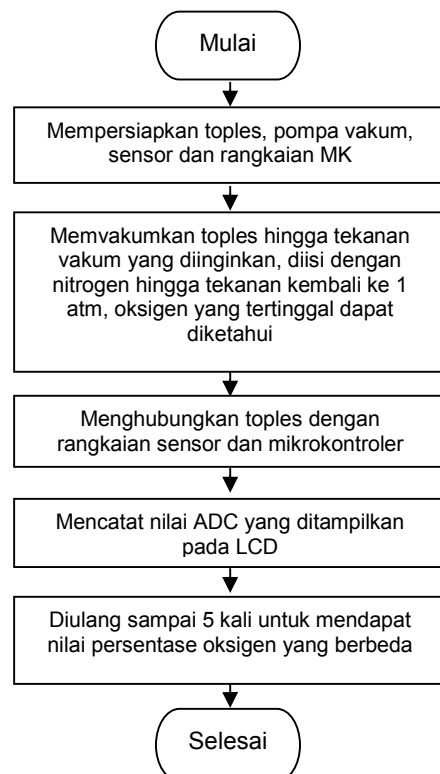 Mulai
Mempersiapkan toples, pompa vakum,
sensor dan rangkaian MK
Memvakumkan toples hingga tekanan
vakum yang diinginkan, diisi dengan
nitrogen hingga tekanan kembali ke 1
atm, oksigen yang tertinggal dapat
diketahui
Menghubungkan toples dengan
rangkaian sensor dan mikrokontroler
Mencatat nilai ADC yang ditampilkan
pada LCD
Diulang sampai 5 kali untuk mendapat
nilai persentase oksigen yang berbeda
Selesai